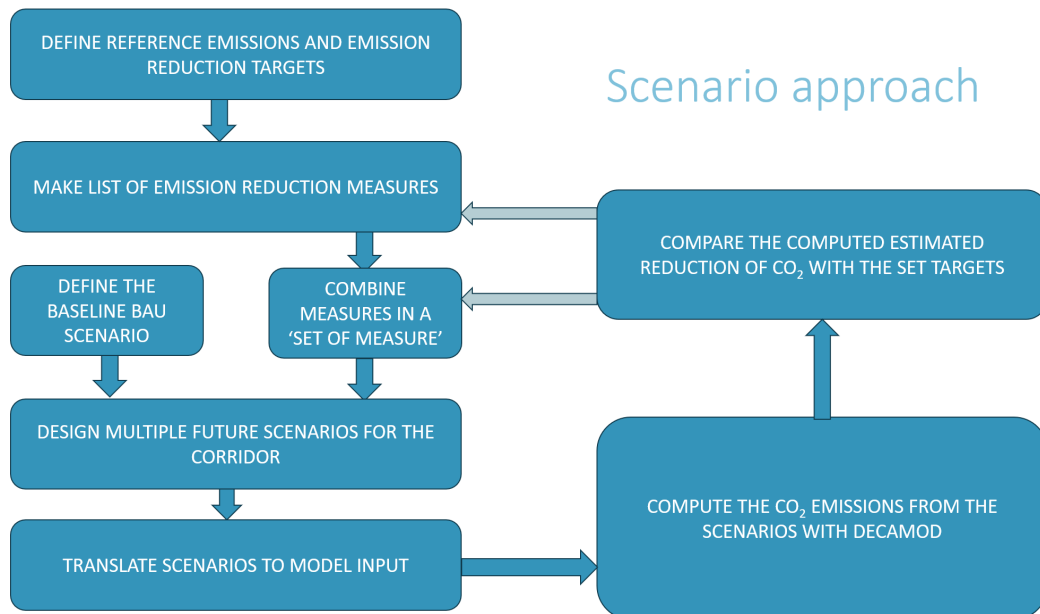 DEFINE REFERENCE EMISSIONS AND EMISSION
REDUCTION TARGETS
Scenario approach
MAKE LIST OF EMISSION REDUCTION MEASURES
DEFINE THE
BASELINE BAU
SCENARIO
COMBINE
MEASURES IN A
‘SET OF MEASURE’
COMPARE THE COMPUTED ESTIMATED
REDUCTION OF CO₂ WITH THE SET TARGETS
DESIGN MULTIPLE FUTURE SCENARIOS FOR THE
CORRIDOR
TRANSLATE SCENARIOS TO MODEL INPUT
COMPUTE THE CO₂ EMISSIONS FROM THE
SCENARIOS WITH DECAMOD